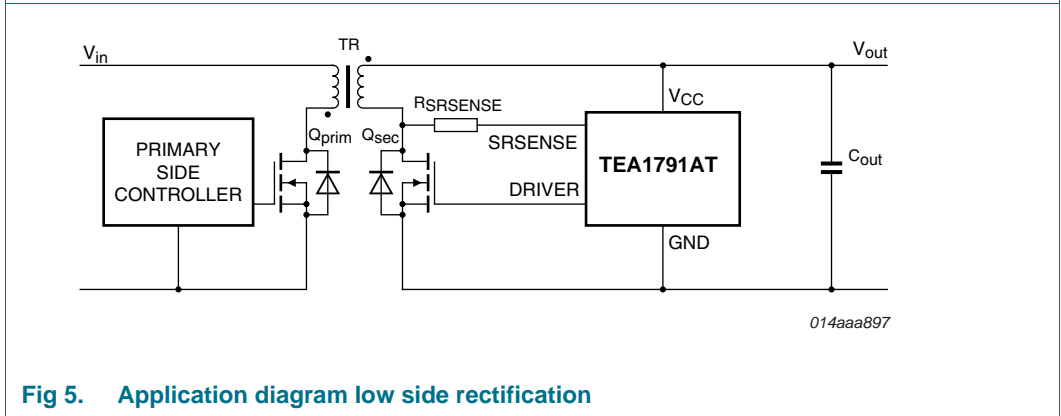 TR
Vin
Vout
RSRSENSE
VCC
Qprim
Qsec
SRSENSE
PRIMARY
SIDE
CONTROLLER
TEA1791AT
Cout
DRIVER
GND
014aaa897
Fig 5. Application diagram low side rectification